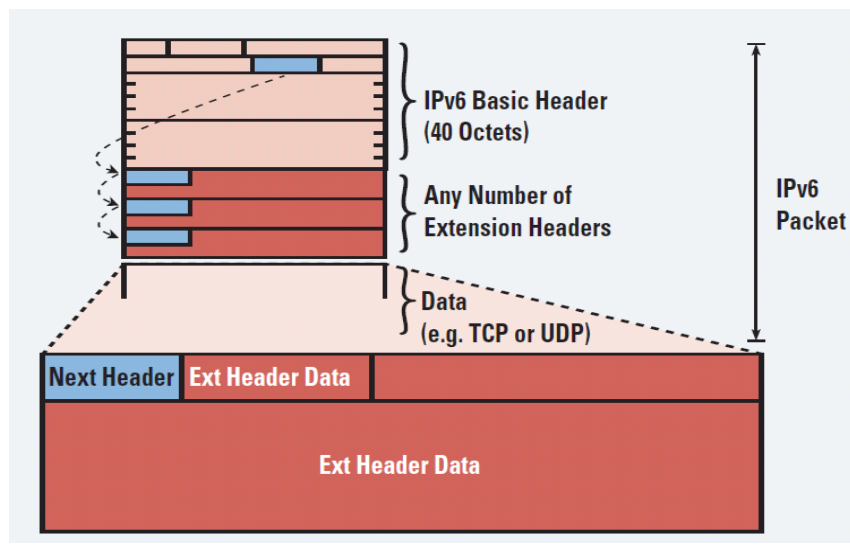 IPv6 Basic Header
(40 Octets)
Any Number of
Extension Headers
IPv6
Packet
Data
(e.g. TCP or UDP)
Next Header
Ext Header Data
Ext Header Data